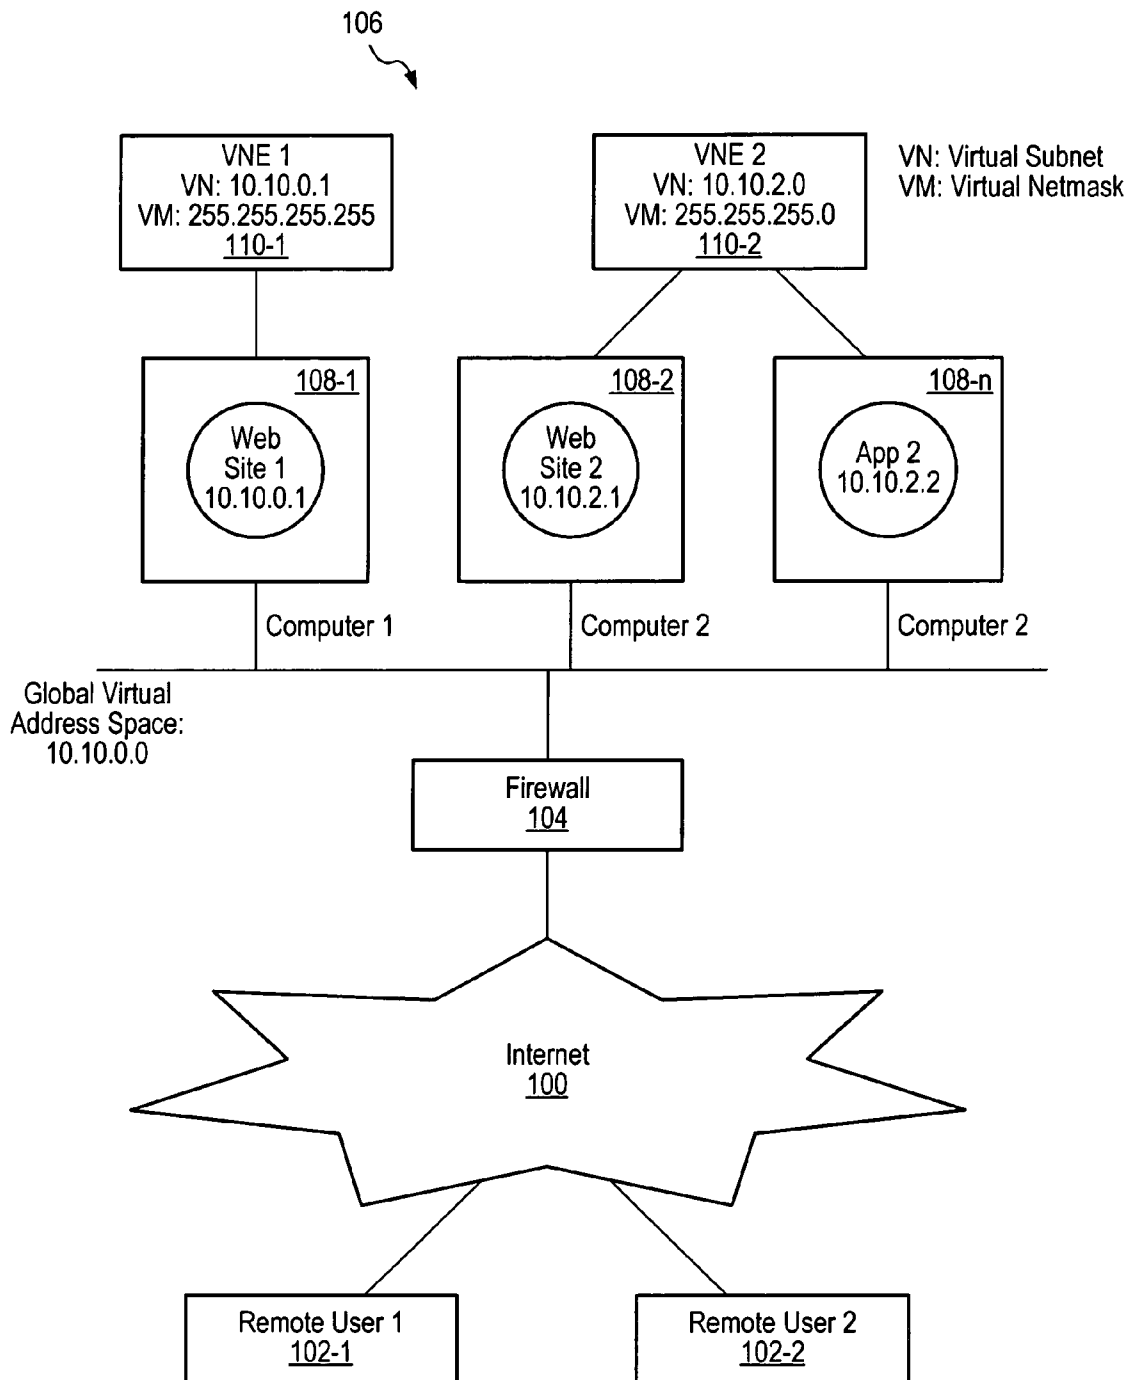 106
VNE 1
VN: 10.10.0.1
VM: 255.255.255.255
110-1
VNE 2
VN: 10.10.2.0
VM: 255.255.255.0
110-2
VN: Virtual Subnet
VM: Virtual Netmask
108-1
Web
Site 1
10.10.0.1
108-2
Web
Site 2
10.10.2.1
108-n
App 2
10.10.2.2
Computer 1
Computer 2
Computer 2
Global Virtual
Address Space:
10.10.0.0
Firewall
104
Internet
100
Remote User 1
102-1
Remote User 2
102-2